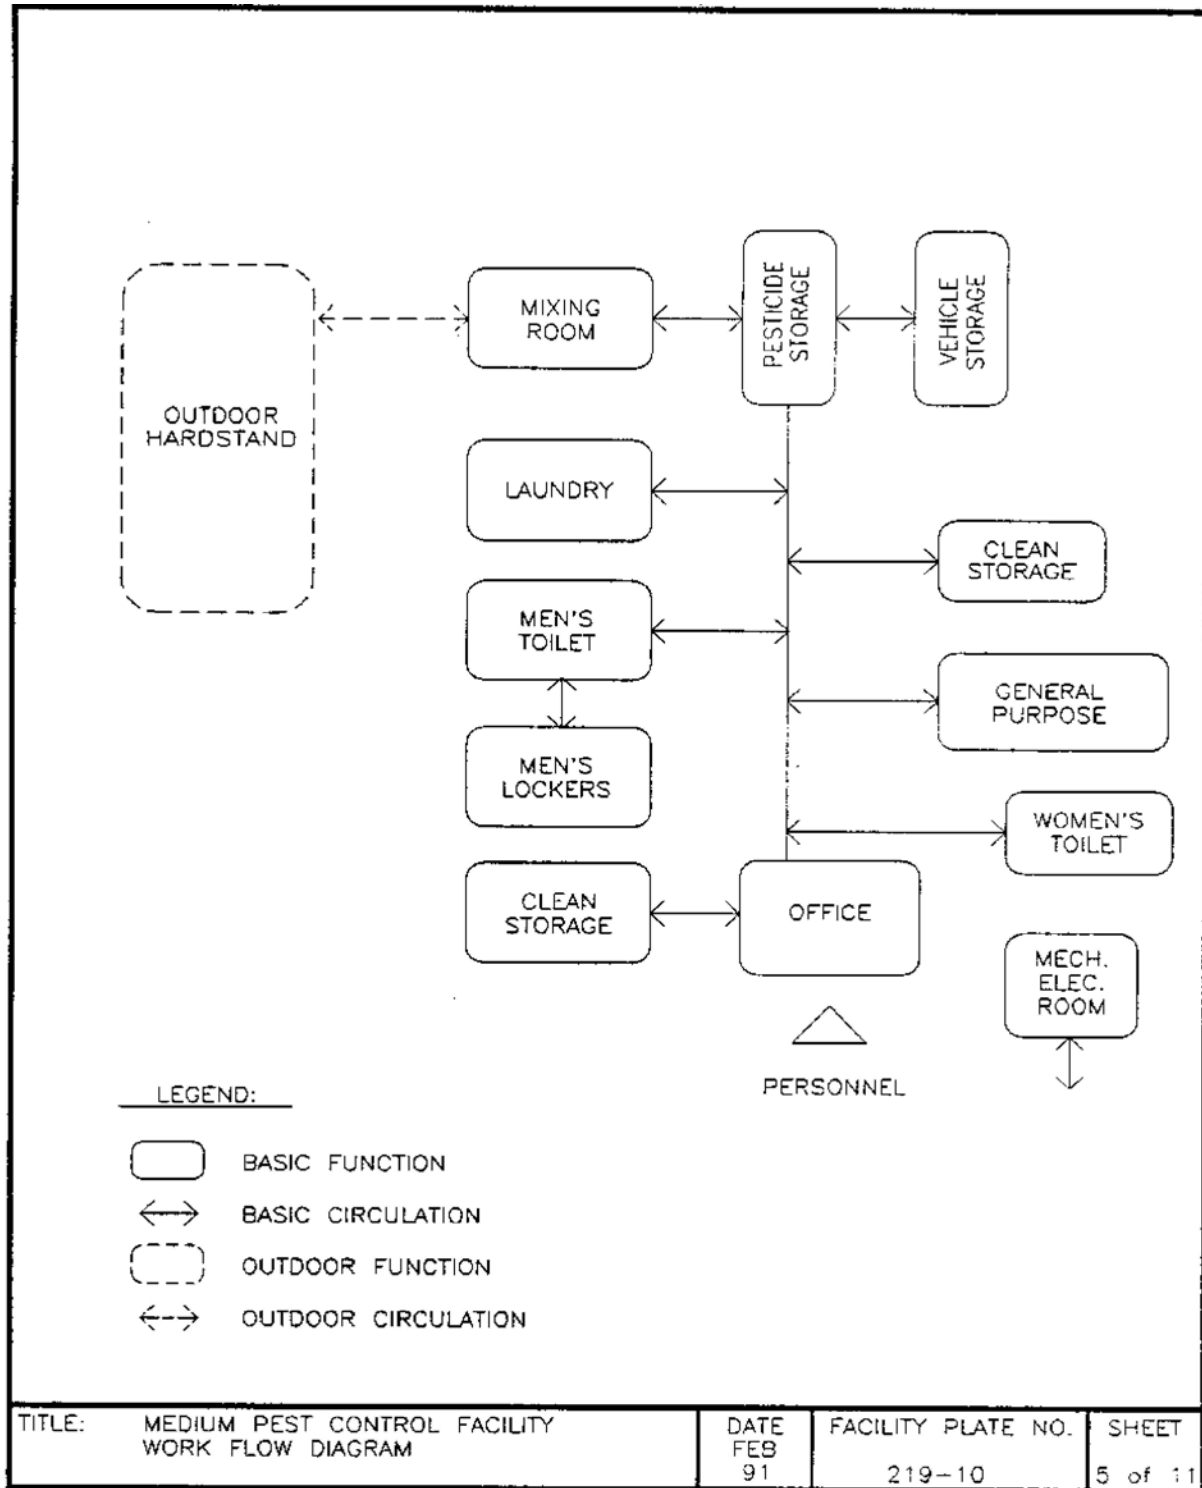 MIXING
ROOM
PESTICIDE
STORAGE
VEHICLE
STORAGE
OUTDOOR
HARDSTAND
LAUNDRY
CLEAN
STORAGE
MEN'S
TOILET
GENERAL
PURPOSE
MEN'S
LOCKERS
WOMEN'S
TOILET
CLEAN
STORAGE
OFFICE
MECH.
ELEC.
ROOM
PERSONNEL
LEGEND:
BASIC FUNCTION
BASIC CIRCULATION
OUTDOOR FUNCTION
OUTDOOR CIRCULATION
TITLE: MEDIUM PEST CONTROL FACILITY
WORK FLOW DIAGRAM
DATE
FEB
91
FACILITY PLATE NO.
219-10
SHEET
5 of 11